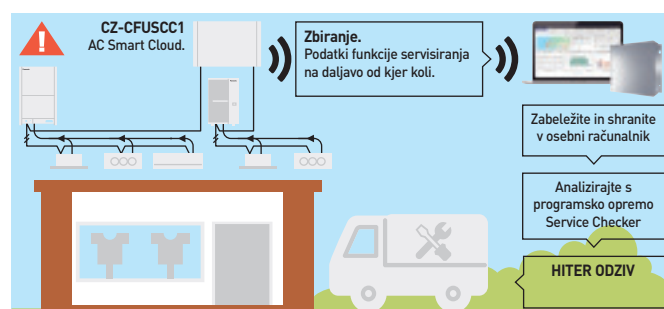 CZ-CFUSCC1
AC Smart Cloud.
Zbiranje.
Podatki funkcije servisiranja
na daljavo od kjer koli.
Zabeležite in shranite
v osebni računalnik
Analizirajte s
programsko opremo
Service Checker
HITER ODZIV